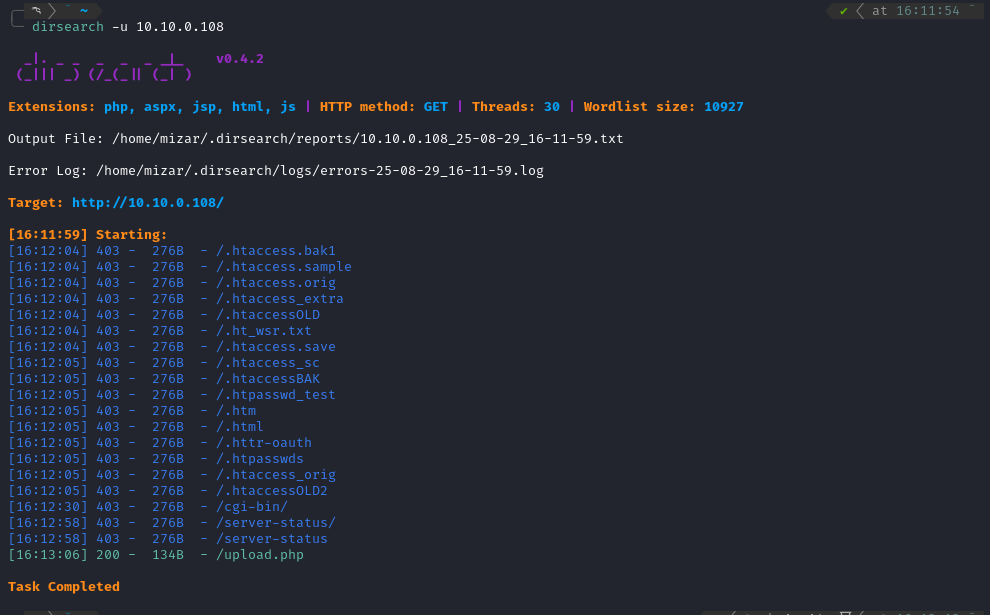 ~ at 16:11:54
dirsearch -u 10.10.0.108
v0.4.2
Extensions: php, aspx, jsp, html, js | HTTP method: GET | Threads: 30 | Wordlist size: 10927
Output File: /home/mizar/.dirsearch/reports/10.10.0.108_25-08-29_16-11-59.txt
Error Log: /home/mizar/.dirsearch/logs/errors-25-08-29_16-11-59.log
Target: http://10.10.0.108/
[16:11:59] Starting:
[16:12:04] 403 -  276B  - /.htaccess.bak1
[16:12:04] 403 -  276B  - /.htaccess.sample
[16:12:04] 403 -  276B  - /.htaccess.orig
[16:12:04] 403 -  276B  - /.htaccess_extra
[16:12:04] 403 -  276B  - /.htaccessOLD
[16:12:04] 403 -  276B  - /.ht_wsr.txt
[16:12:04] 403 -  276B  - /.htaccess.save
[16:12:05] 403 -  276B  - /.htaccess_sc
[16:12:05] 403 -  276B  - /.htaccessBAK
[16:12:05] 403 -  276B  - /.htpasswd_test
[16:12:05] 403 -  276B  - /.htm
[16:12:05] 403 -  276B  - /.html
[16:12:05] 403 -  276B  - /.httr-oauth
[16:12:05] 403 -  276B  - /.htpasswds
[16:12:05] 403 -  276B  - /.htaccess_orig
[16:12:05] 403 -  276B  - /.htaccessOLD2
[16:12:30] 403 -  276B  - /cgi-bin/
[16:12:58] 403 -  276B  - /server-status/
[16:12:58] 403 -  276B  - /server-status
[16:13:06] 200 -  134B  - /upload.php
Task Completed